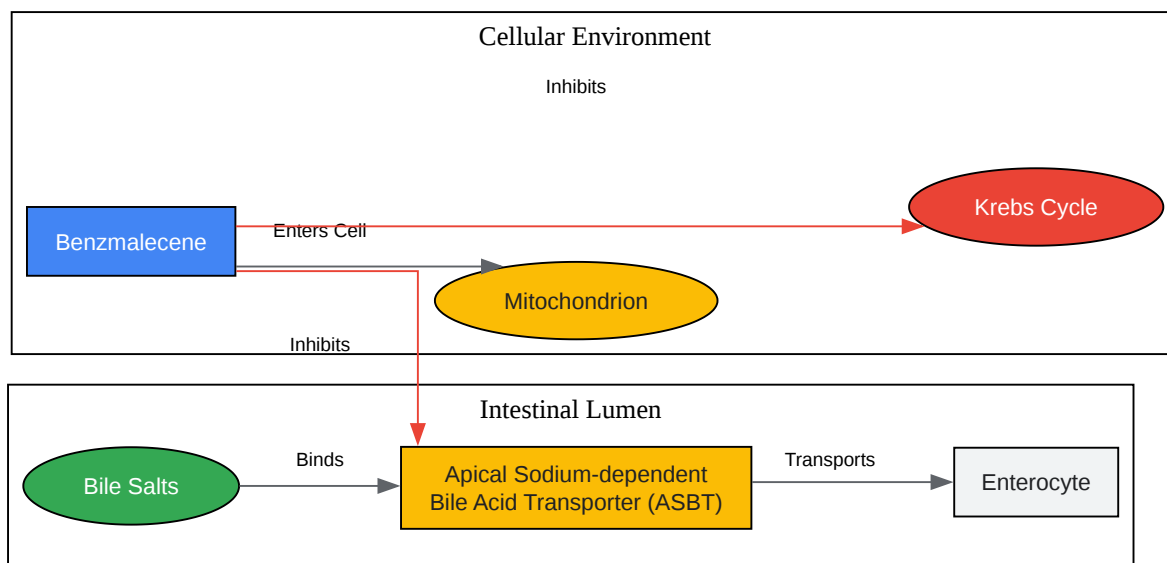 Cellular Environment
Inhibits
Krebs Cycle
Enters Cell
Benzmalecene
Mitochondrion
Inhibits
Intestinal Lumen
Binds
Transports
Bile Salts
Apical Sodium-dependent
Bile Acid Transporter (ASBT)
Enterocyte